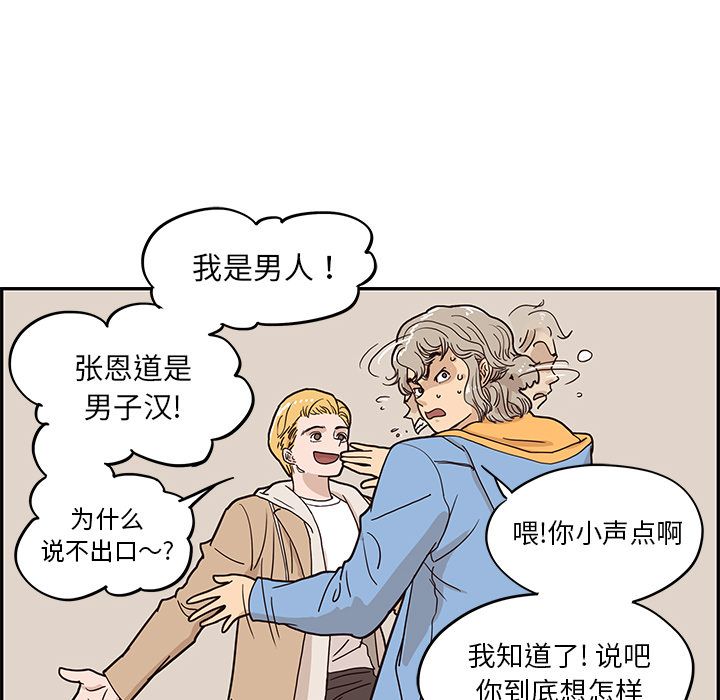 我是男人！
张恩道是
男子汉!
为什么
说不出口～?
喂!你小声点啊
我知道了! 说吧
你到底想怎样